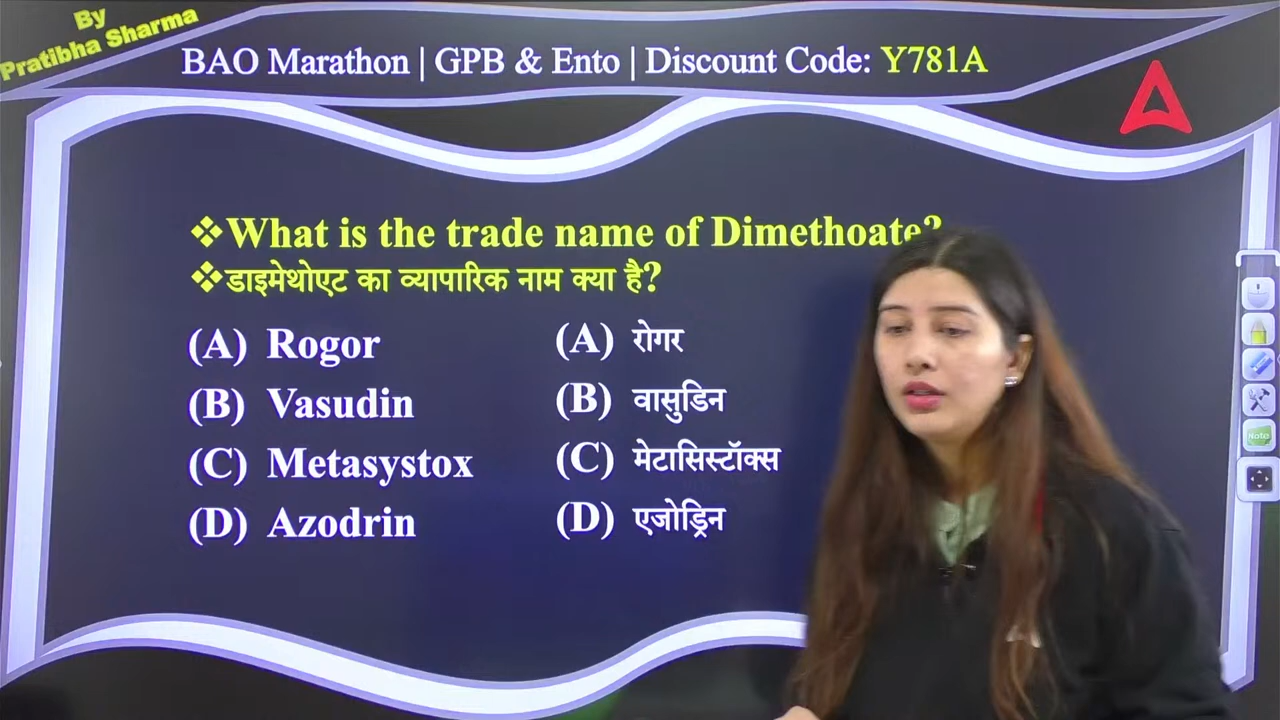 By
Pratibha Sharma
BAO Marathon | GPB & Ento | Discount Code: Y781A
❖What is the trade name of Dimethoate?
❖डाइमेथोएट का व्यापारिक नाम क्या है?
(A) Rogor
(B) Vasudin
(C) Metasystox
(D) Azodrin
(A) रोगर
(B) वासुडिन
(C) मेटासिस्टॉक्स
(D) एजोड्रिन
Note